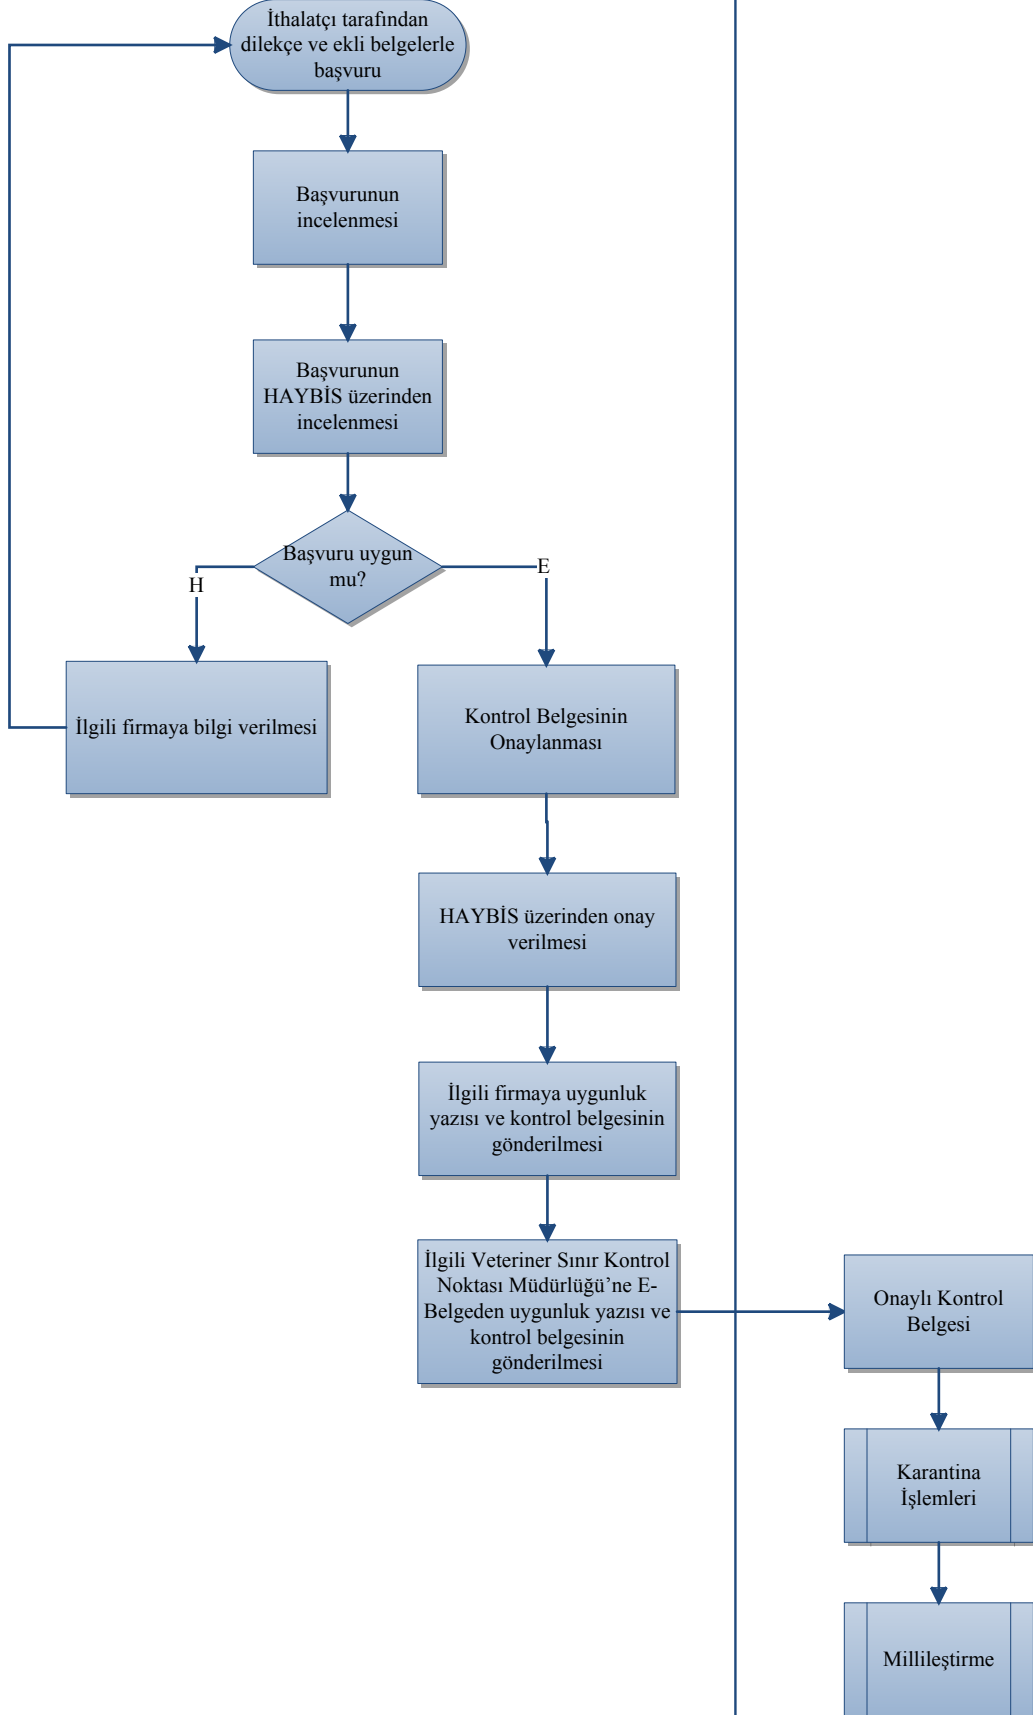 İthalatçı tarafından
dilekçe ve ekli belgelerle
başvuru
Başvurunun
incelenmesi
Başvurunun
HAYBİS üzerinden
incelenmesi
Başvuru uygun
mu?
H
E
İlgili firmaya bilgi verilmesi
Kontrol Belgesinin
Onaylanması
HAYBİS üzerinden onay
verilmesi
İlgili firmaya uygunluk
yazısı ve kontrol belgesinin
gönderilmesi
İlgili Veteriner Sınır Kontrol
Noktası Müdürlüğü’ne E-
Belgeden uygunluk yazısı ve
kontrol belgesinin
gönderilmesi
Onaylı Kontrol
Belgesi
Karantina
İşlemleri
Millileştirme